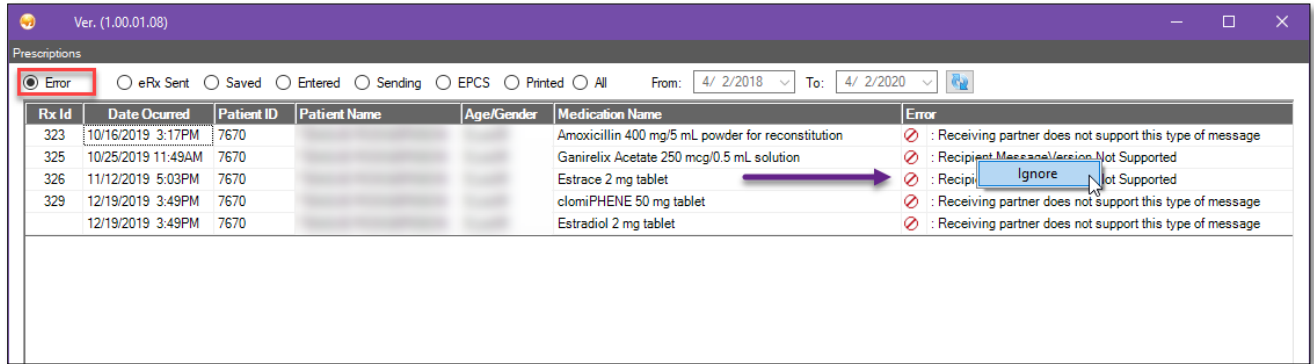 Ver. (1.00.01.08)
Prescriptions
Error eRx Sent Saved Entered Sending EPCS Printed All From: 4/ 2/2018 To: 4/ 2/2020
Rx Id Date Ocurred Patient ID Patient Name Age/Gender Medication Name Error
323 10/16/2019 3:17PM 7670 Amoxicillin 400 mg/5 mL powder for reconstitution : Receiving partner does not support this type of message
325 10/25/2019 11:49AM 7670 Ganirelix Acetate 250 mcg/0.5 mL solution : Recipient MessageVersion Not Supported
326 11/12/2019 5:03PM 7670 Estrace 2 mg tablet : Supported
Ignore
329 12/19/2019 3:49PM 7670 clomiPHENE 50 mg tablet : Receiving partner does not support this type of message
12/19/2019 3:49PM 7670 Estradiol 2 mg tablet : Receiving partner does not support this type of message